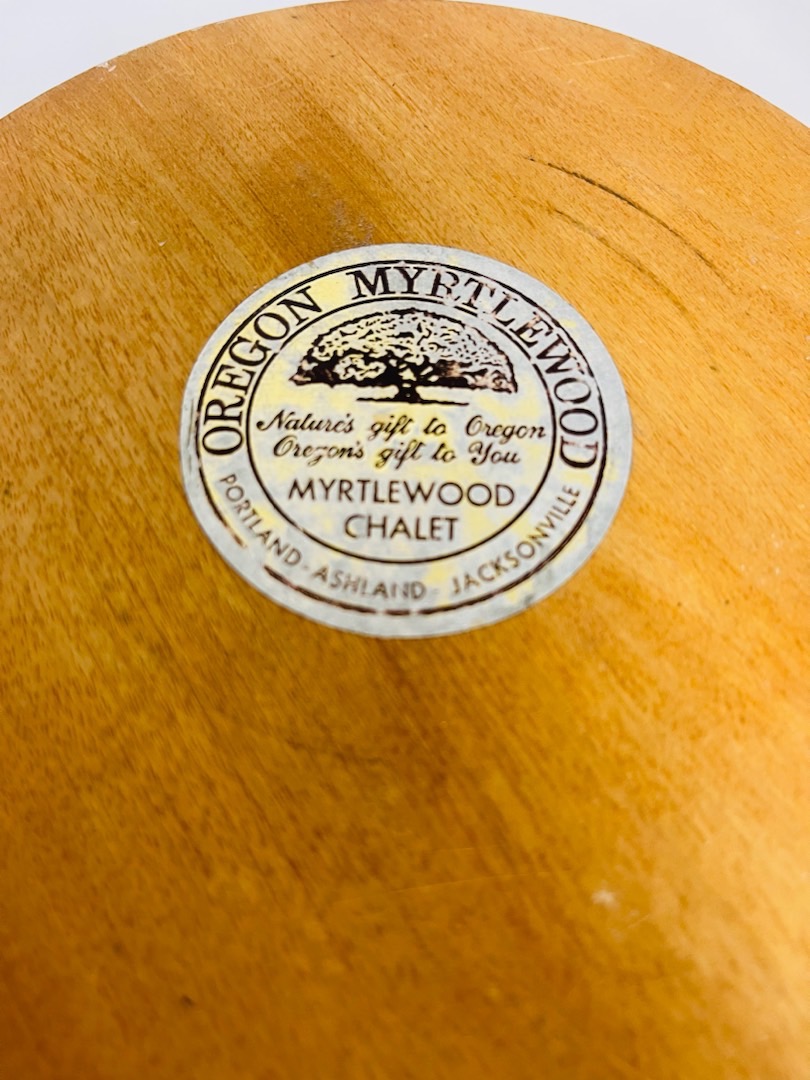 OREGON MYRTLEWOOD
Nature's gift to Oregon
Oregon's gift to You
MYRTLEWOOD
CHALET
PORTLAND - ASHLAND - JACKSONVILLE